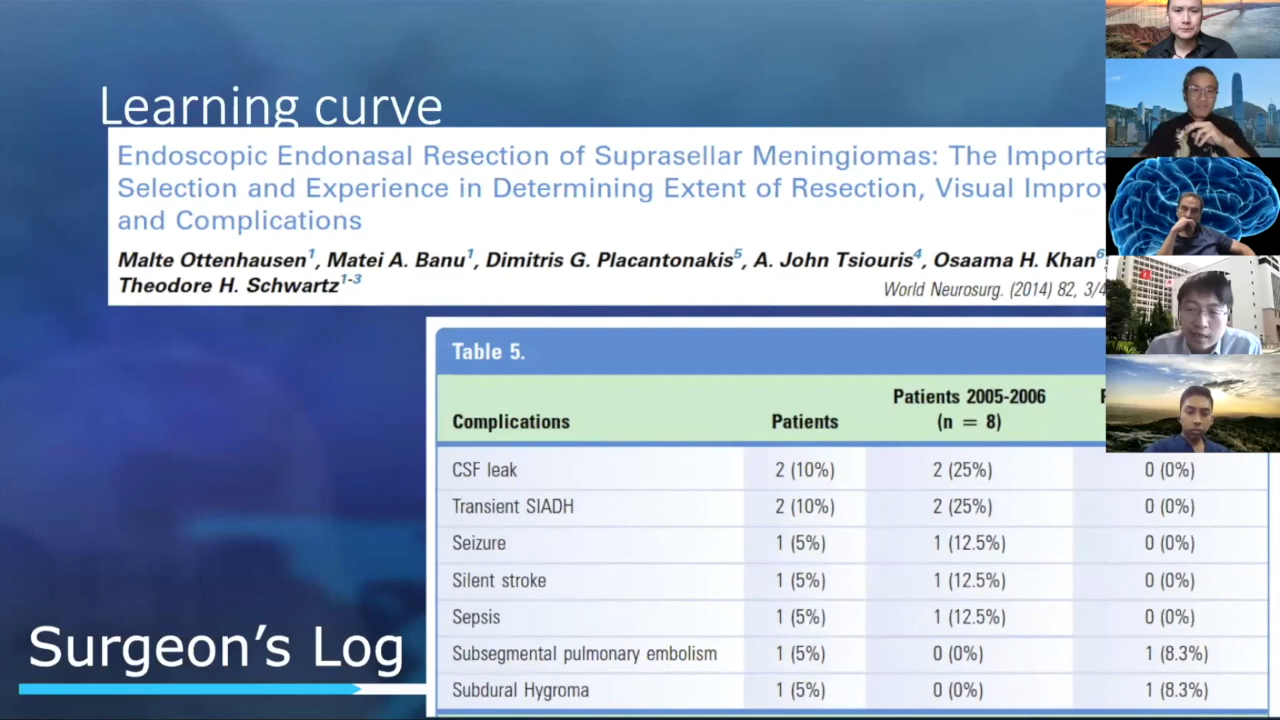 Learning curve
Endoscopic Endonasal Resection of Suprasellar Meningiomas: The
Selection and Experience in Determining Extent of Resection, Visual
and Complications
Malte Ottenhausen1, Matei A. Banu1, Dimitris G. Placantonakis5, A. John Tsiouris4, Osaama H. Khan6,
Theodore H. Schwartz1-3
World Neurosurg. (2014) 82, 3/4
Table 5.
Complications Patients Patients 2005-2006 (n = 8)
CSF leak 2 (10%) 2 (25%) 0 (0%)
Transient SIADH 2 (10%) 2 (25%) 0 (0%)
Seizure 1 (5%) 1 (12.5%) 0 (0%)
Silent stroke 1 (5%) 1 (12.5%) 0 (0%)
Sepsis 1 (5%) 1 (12.5%) 0 (0%)
Subsegmental pulmonary embolism 1 (5%) 0 (0%) 1 (8.3%)
Subdural Hygroma 1 (5%) 0 (0%) 1 (8.3%)
Surgeon's Log